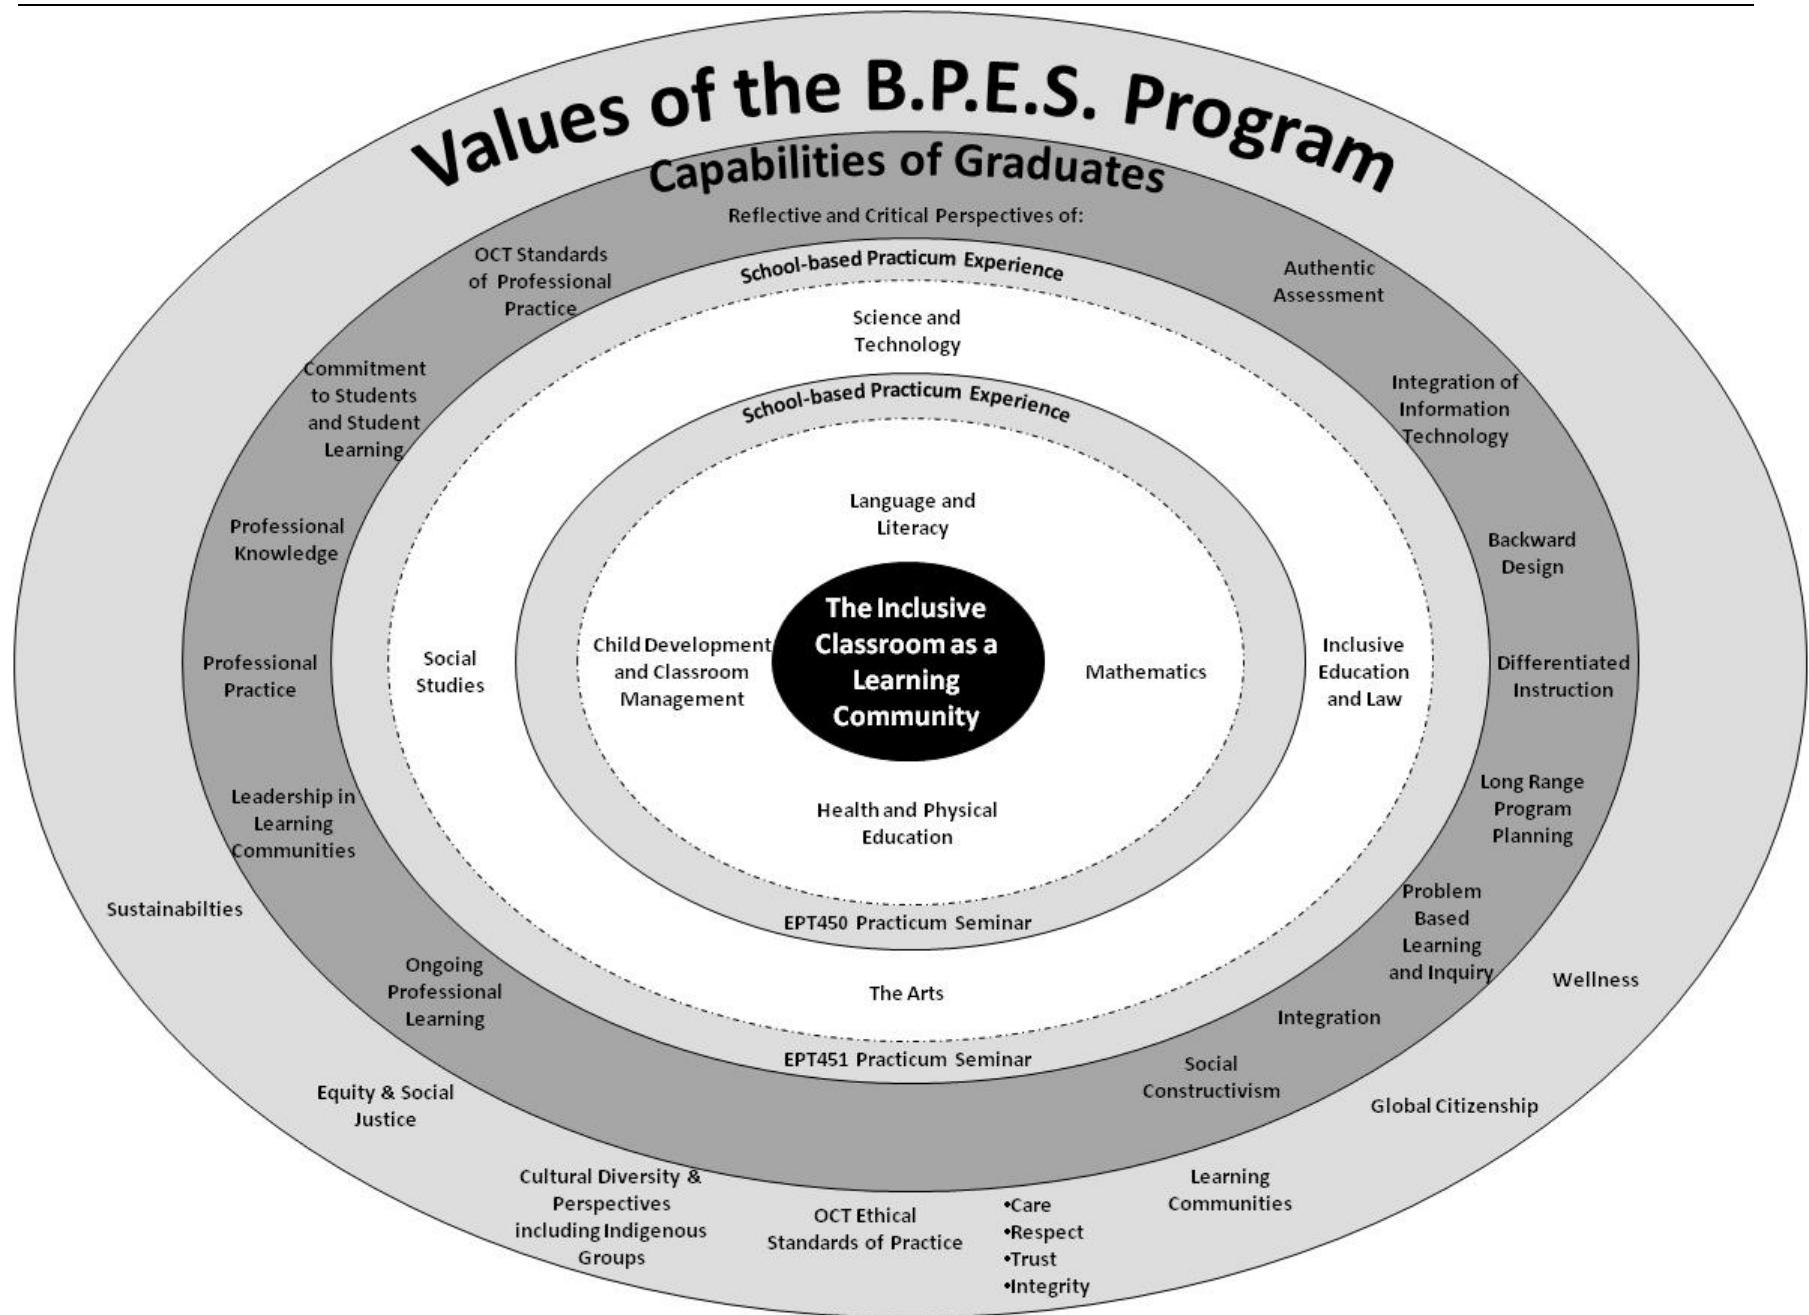 Values of the B.P.E.S. Program
Capabilities of Graduates
Reflective and Critical Perspectives of:
OCT Standards
of Professional
Practice
Commitment
to Students
and Student
Learning
Professional
Knowledge
Professional
Practice
Leadership in
Learning
Communities
Ongoing
Professional
Learning
Authentic
Assessment
Integration of
Information
Technology
Backward
Design
Differentiated
Instruction
Long Range
Program
Planning
Problem
Based
Learning
and Inquiry
Integration
Social
Constructivism
School-based Practicum Experience
Science and
Technology
Social
Studies
Inclusive
Education
and Law
The Arts
EPT451 Practicum Seminar
School-based Practicum Experience
Language and
Literacy
Child Development
and Classroom
Management
Mathematics
Health and Physical
Education
EPT450 Practicum Seminar
The Inclusive
Classroom as a
Learning
Community
Sustainabilties
Equity & Social
Justice
Cultural Diversity &
Perspectives
including Indigenous
Groups
OCT Ethical
Standards of Practice
•Care
•Respect
•Trust
•Integrity
Learning
Communities
Global Citizenship
Wellness